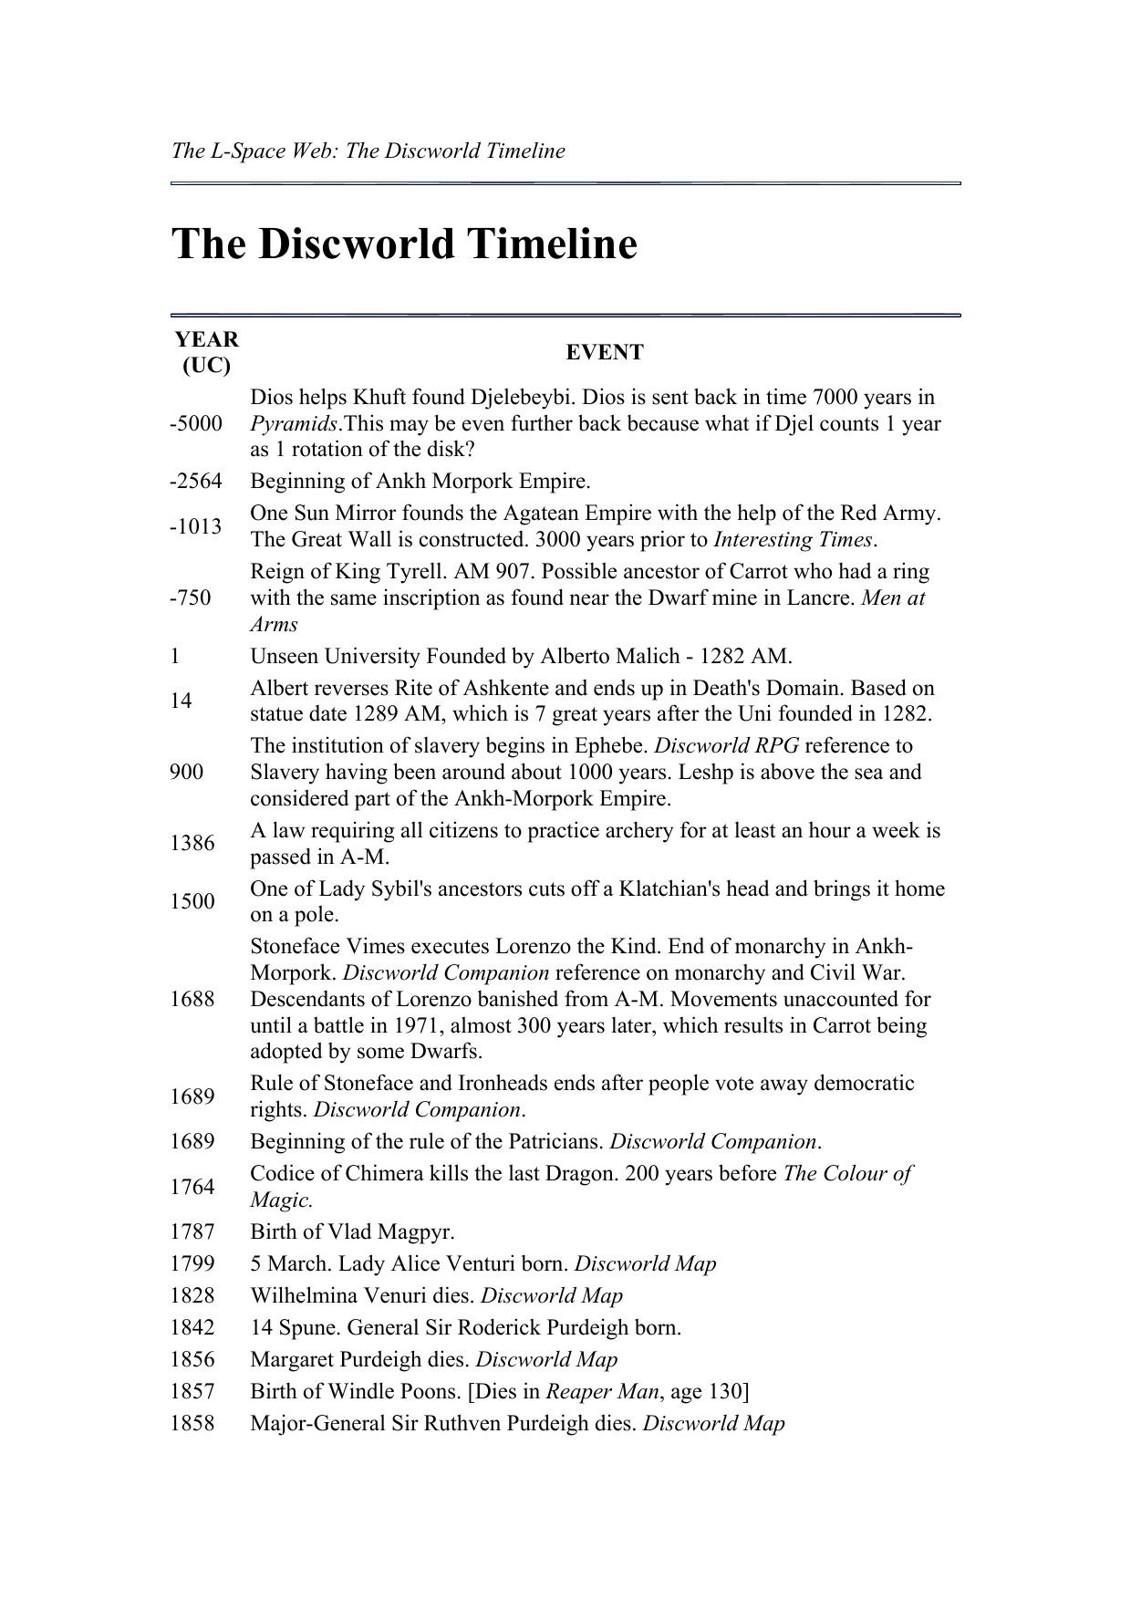 The L-Space Web: The Discworld Timeline
The Discworld Timeline
YEAR
(UC)
EVENT
-5000
Dios helps Khuft found Djelebeybi. Dios is sent back in time 7000 years in
Pyramids.This may be even further back because what if Djel counts 1 year
as 1 rotation of the disk?
-2564 Beginning of Ankh Morpork Empire.
-1013
One Sun Mirror founds the Agatean Empire with the help of the Red Army.
The Great Wall is constructed. 3000 years prior to Interesting Times.
-750
Reign of King Tyrell. AM 907. Possible ancestor of Carrot who had a ring
with the same inscription as found near the Dwarf mine in Lancre. Men at
Arms
1 Unseen University Founded by Alberto Malich - 1282 AM.
14
Albert reverses Rite of Ashkente and ends up in Death's Domain. Based on
statue date 1289 AM, which is 7 great years after the Uni founded in 1282.
900
The institution of slavery begins in Ephebe. Discworld RPG reference to
Slavery having been around about 1000 years. Leshp is above the sea and
considered part of the Ankh-Morpork Empire.
1386
A law requiring all citizens to practice archery for at least an hour a week is
passed in A-M.
1500
One of Lady Sybil's ancestors cuts off a Klatchian's head and brings it home
on a pole.
1688
Stoneface Vimes executes Lorenzo the Kind. End of monarchy in Ankh-
Morpork. Discworld Companion reference on monarchy and Civil War.
Descendants of Lorenzo banished from A-M. Movements unaccounted for
until a battle in 1971, almost 300 years later, which results in Carrot being
adopted by some Dwarfs.
1689
Rule of Stoneface and Ironheads ends after people vote away democratic
rights. Discworld Companion.
1689 Beginning of the rule of the Patricians. Discworld Companion.
1764
Codice of Chimera kills the last Dragon. 200 years before The Colour of
Magic.
1787 Birth of Vlad Magpyr.
1799 5 March. Lady Alice Venturi born. Discworld Map
1828 Wilhelmina Venuri dies. Discworld Map
1842 14 Spune. General Sir Roderick Purdeigh born.
1856 Margaret Purdeigh dies. Discworld Map
1857 Birth of Windle Poons. [Dies in Reaper Man, age 130]
1858 Major-General Sir Ruthven Purdeigh dies. Discworld Map